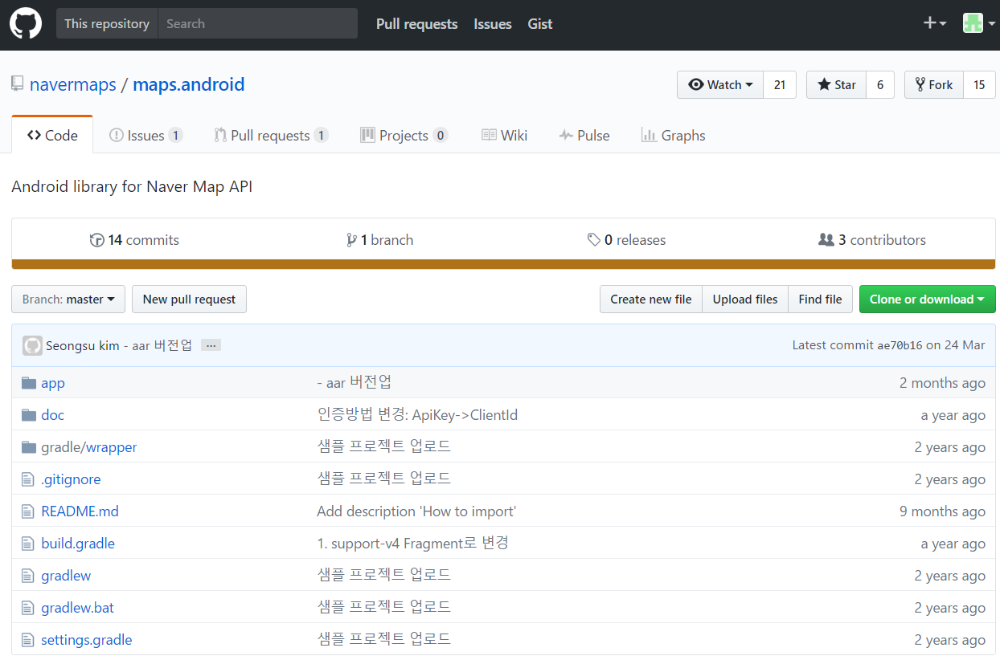 This repository Search Pull requests Issues Gist
navermaps / maps.android Watch 21 Star 6 Fork 15
Code Issues 1 Pull requests 1 Projects 0 Wiki Pulse Graphs
Android library for Naver Map API
14 commits 1 branch 0 releases 3 contributors
Branch: master New pull request Create new file Upload files Find file Clone or download
Seongsu kim - aar 버전업 ... Latest commit ae70b16 on 24 Mar
app - aar 버전업 2 months ago
doc 인증방법 변경: ApiKey->ClientId a year ago
gradle/wrapper 샘플 프로젝트 업로드 2 years ago
.gitignore 샘플 프로젝트 업로드 2 years ago
README.md Add description 'How to import' 9 months ago
build.gradle 1. support-v4 Fragment로 변경 a year ago
gradlew 샘플 프로젝트 업로드 2 years ago
gradlew.bat 샘플 프로젝트 업로드 2 years ago
settings.gradle 샘플 프로젝트 업로드 2 years ago